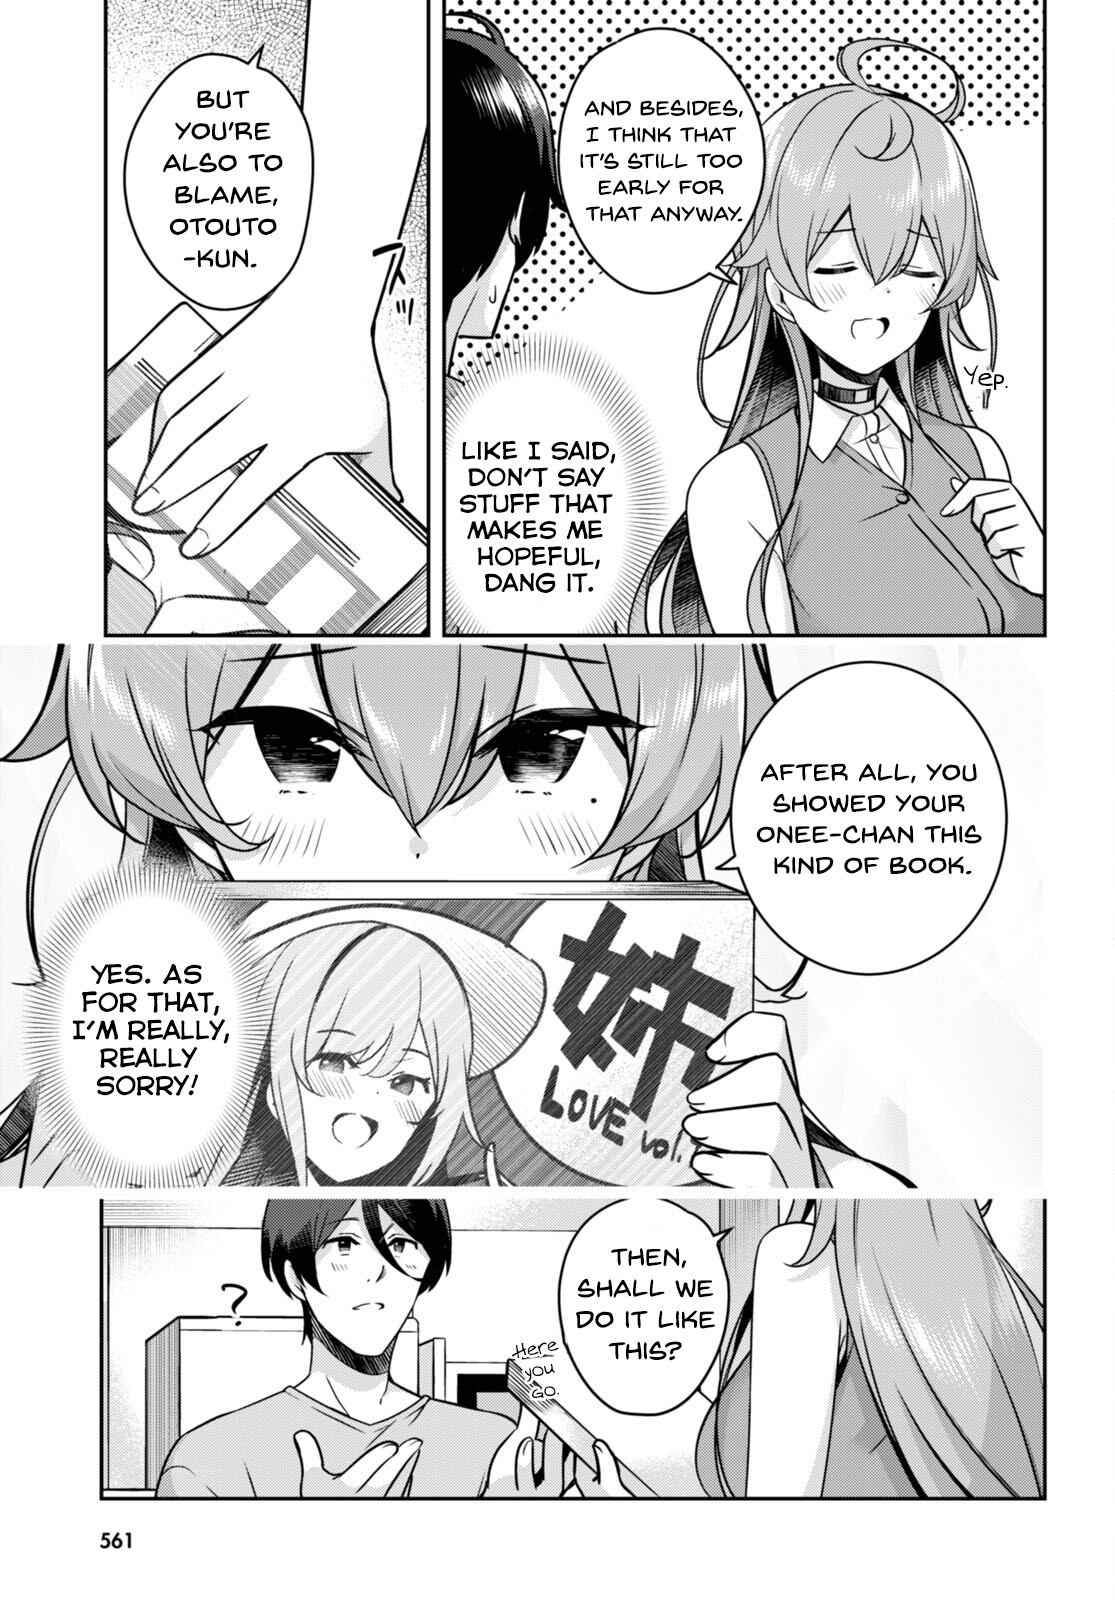 AND BESIDES,
I THINK THAT
IT'S STILL TOO
EARLY FOR
THAT ANYWAY.
Yep.
LIKE I SAID,
DON'T SAY
STUFF THAT
MAKES ME
HOPEFUL,
DANG IT.
BUT
YOU'RE
ALSO TO
BLAME,
OTOUTO
-KUN.
AFTER ALL, YOU
SHOWED YOUR
ONEE-CHAN THIS
KIND OF BOOK.
YES. AS
FOR THAT,
I'M REALLY,
REALLY
SORRY!
姉
LOVE vol.
THEN,
SHALL WE
DO IT LIKE
THIS?
Here
you
GO.
?
561